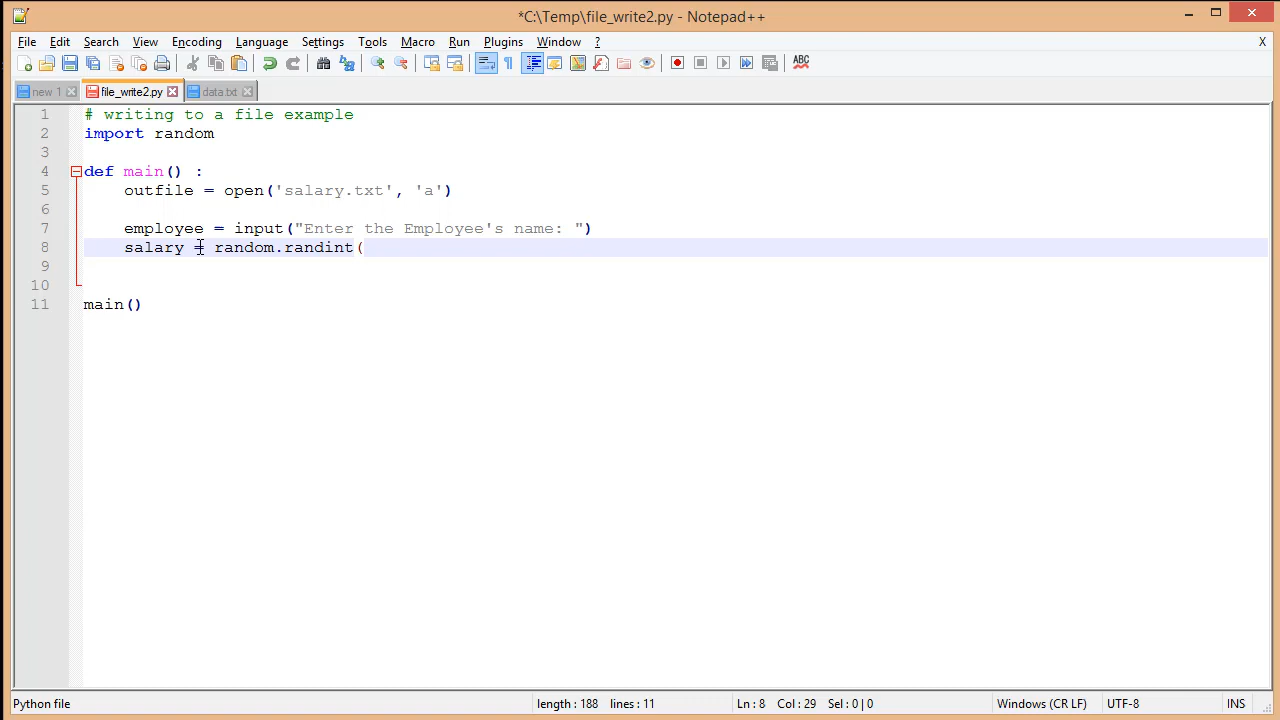 *C:\Temp\file_write2.py - Notepad++
File Edit Search View Encoding Language Settings Tools Macro Run Plugins Window ? X
ABC
new 1 file_write2.py data.txt
1 # writing to a file example
2 import random
3
4 def main() :
5 outfile = open('salary.txt', 'a')
6
7 employee = input("Enter the Employee's name: ")
8 salary = random.randint(
9
10
11 main()
Python file length : 188 lines : 11 Ln : 8 Col : 29 Sel : 0 | 0 Windows (CR LF) UTF-8 INS